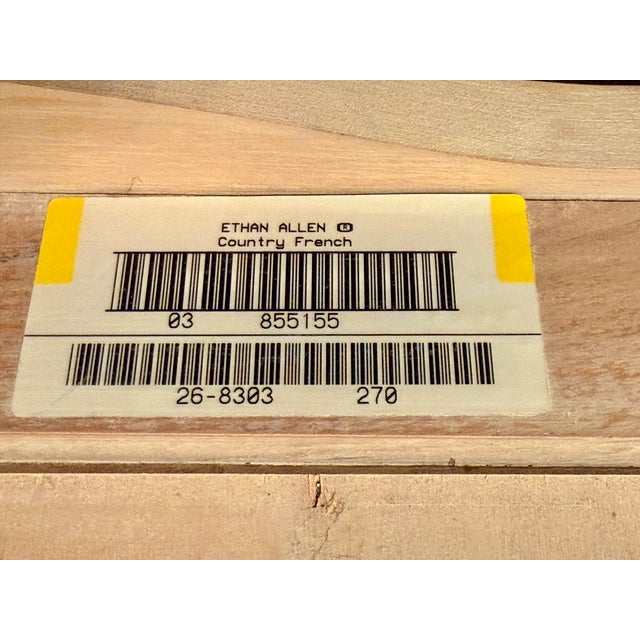 ETHAN ALLEN ®
Country French
03 855155
26-8303 270